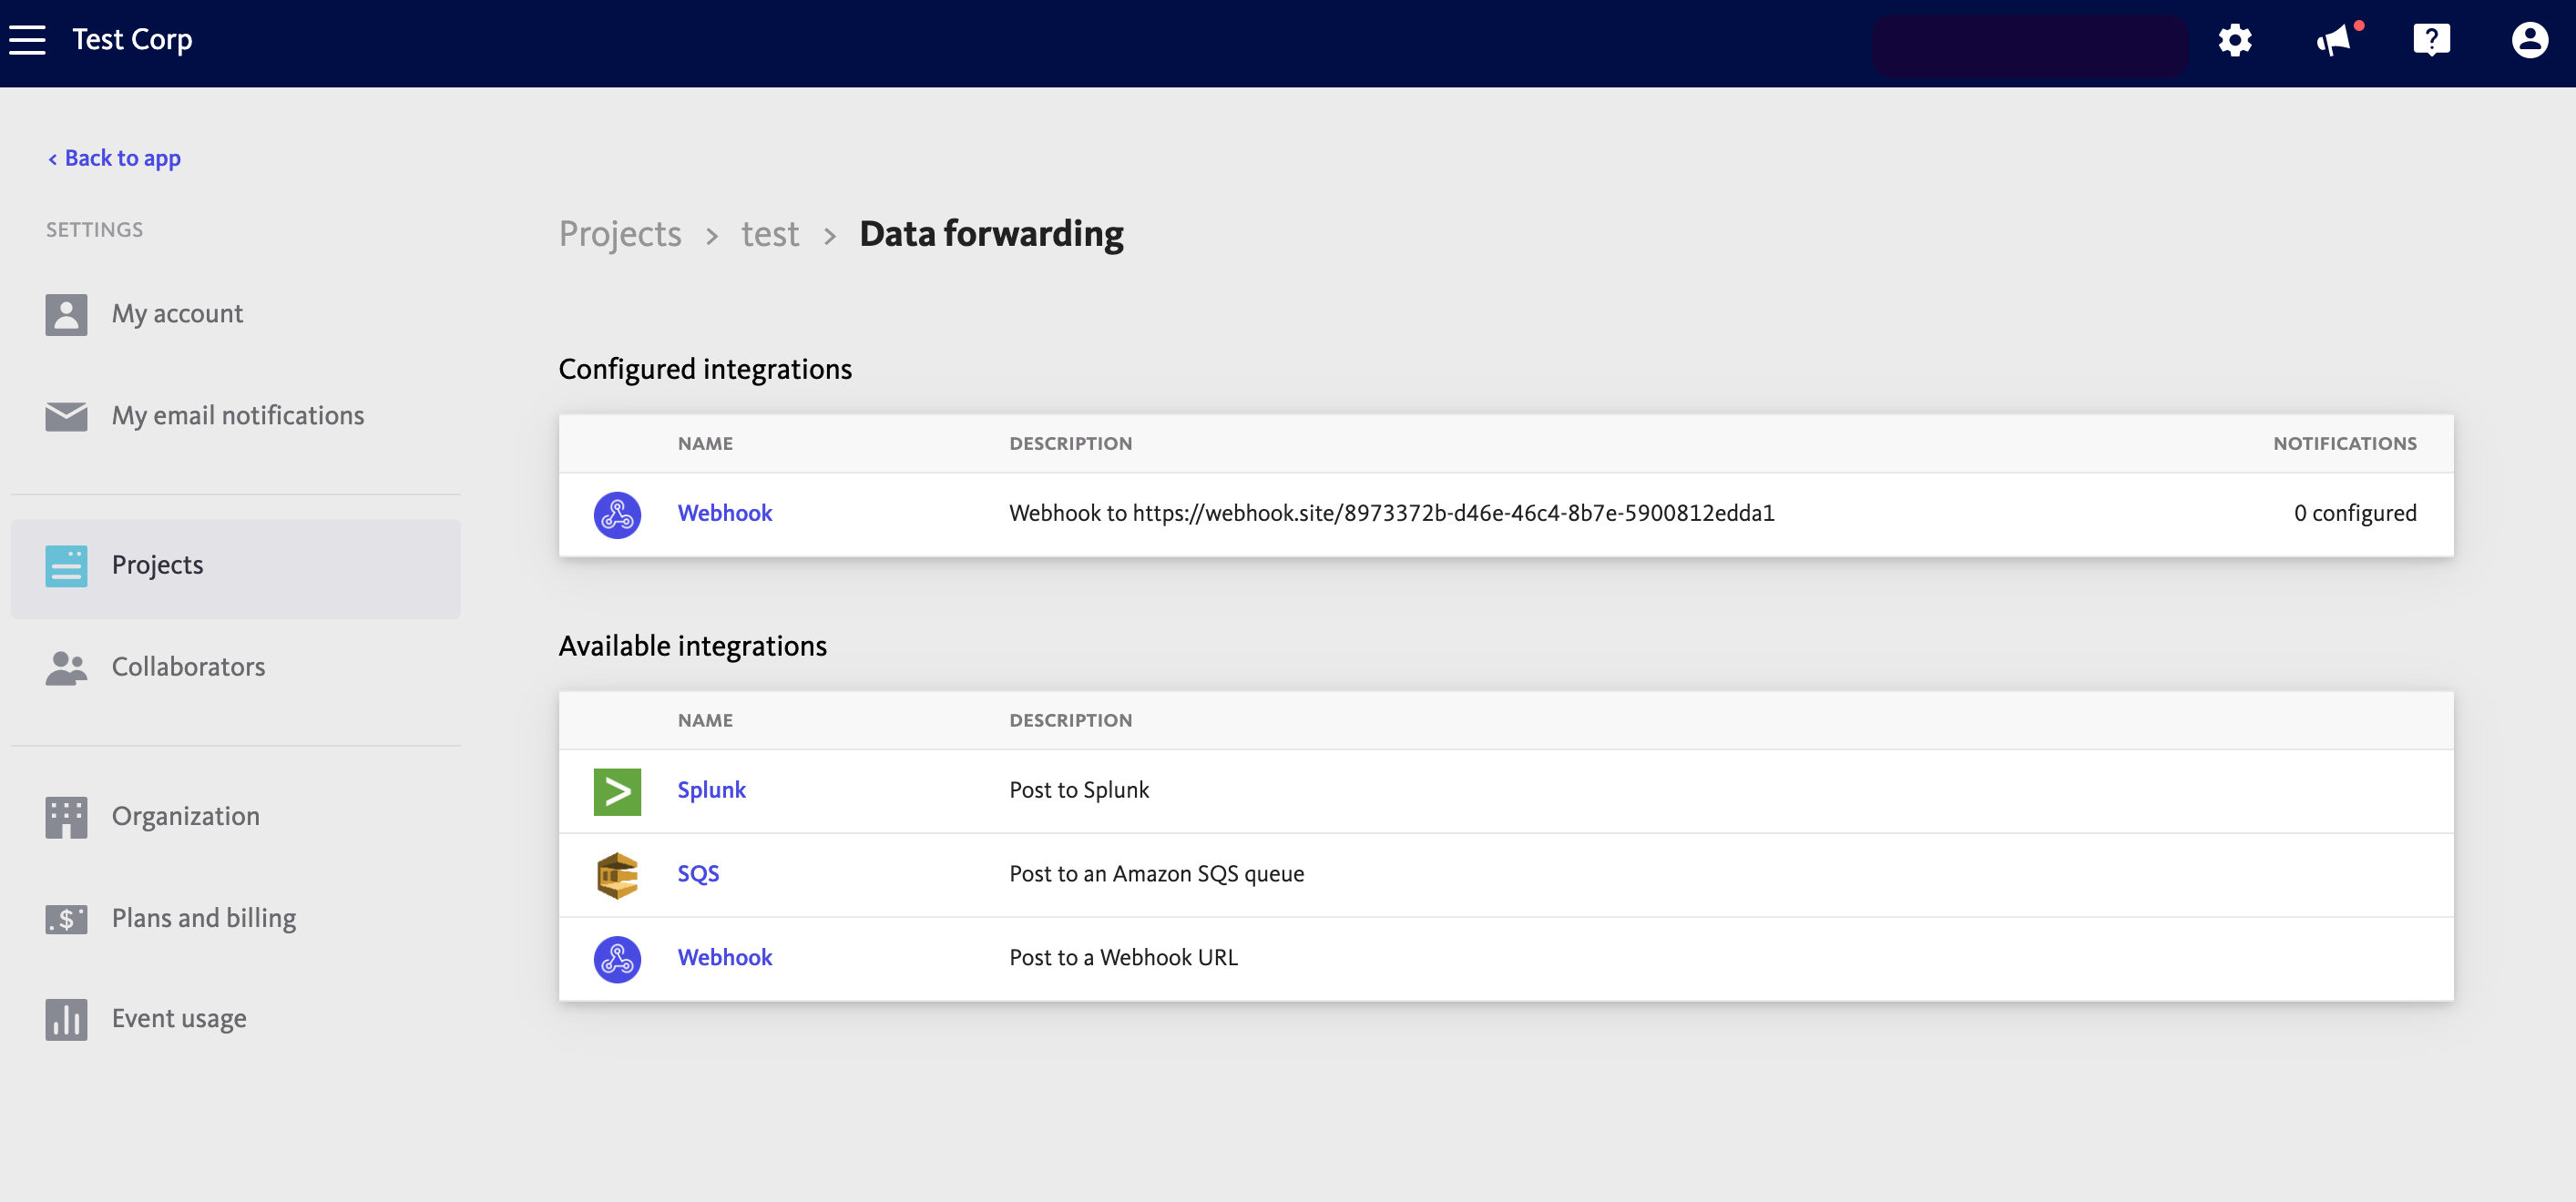 Test Corp
< Back to app
SETTINGS
My account
My email notifications
Projects
Collaborators
Organization
Plans and billing
Event usage
Projects > test > Data forwarding
Configured integrations
NAME DESCRIPTION NOTIFICATIONS
Webhook Webhook to https://webhook.site/8973372b-d46e-46c4-8b7e-5900812edda1 0 configured
Available integrations
NAME DESCRIPTION
Splunk Post to Splunk
SQS Post to an Amazon SQS queue
Webhook Post to a Webhook URL